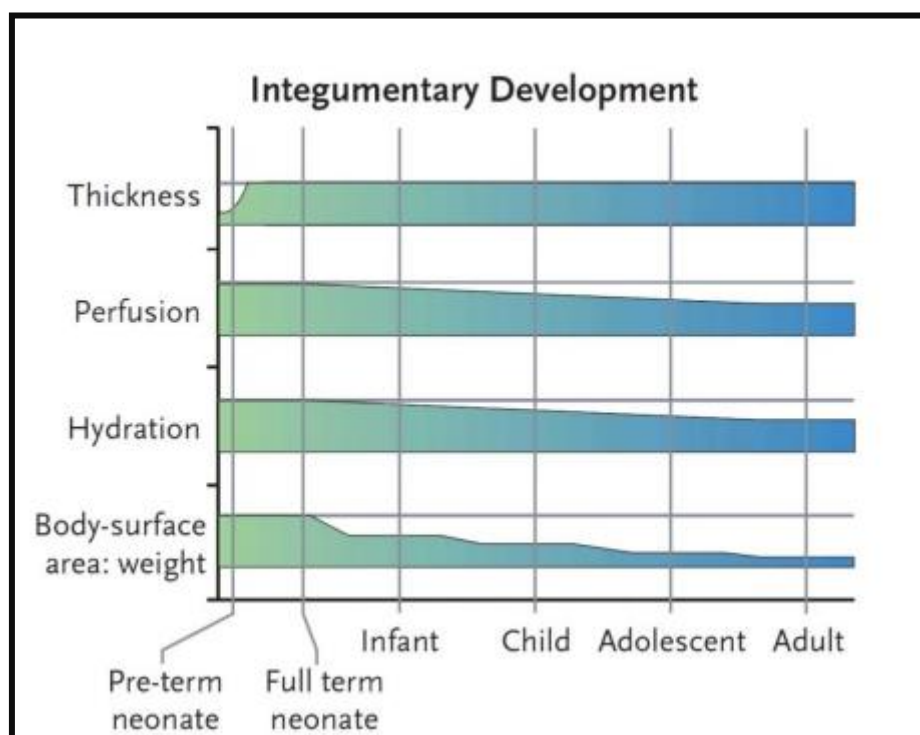 Integumentary Development
Thickness
Perfusion
Hydration
Body-surface
area: weight
Infant
Child
Adolescent
Adult
Pre-term
neonate
Full term
neonate